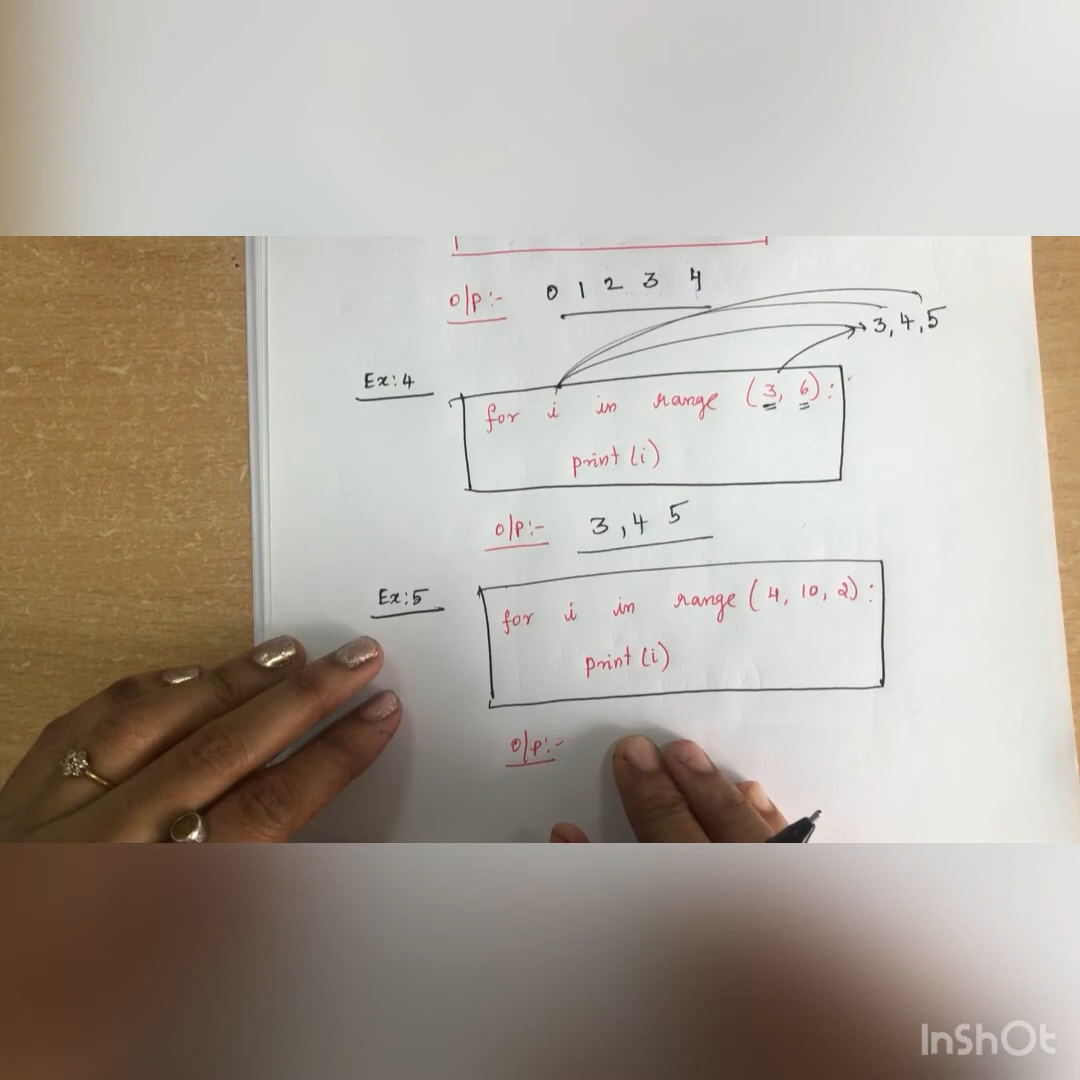 o/p:- 0 1 2 3 4
3, 4, 5
Ex: 4
for i in range (3, 6):
print (i)
o/p:- 3, 4 5
Ex: 5
for i in range (4, 10, 2):
print (i)
o/p:-
InShOt